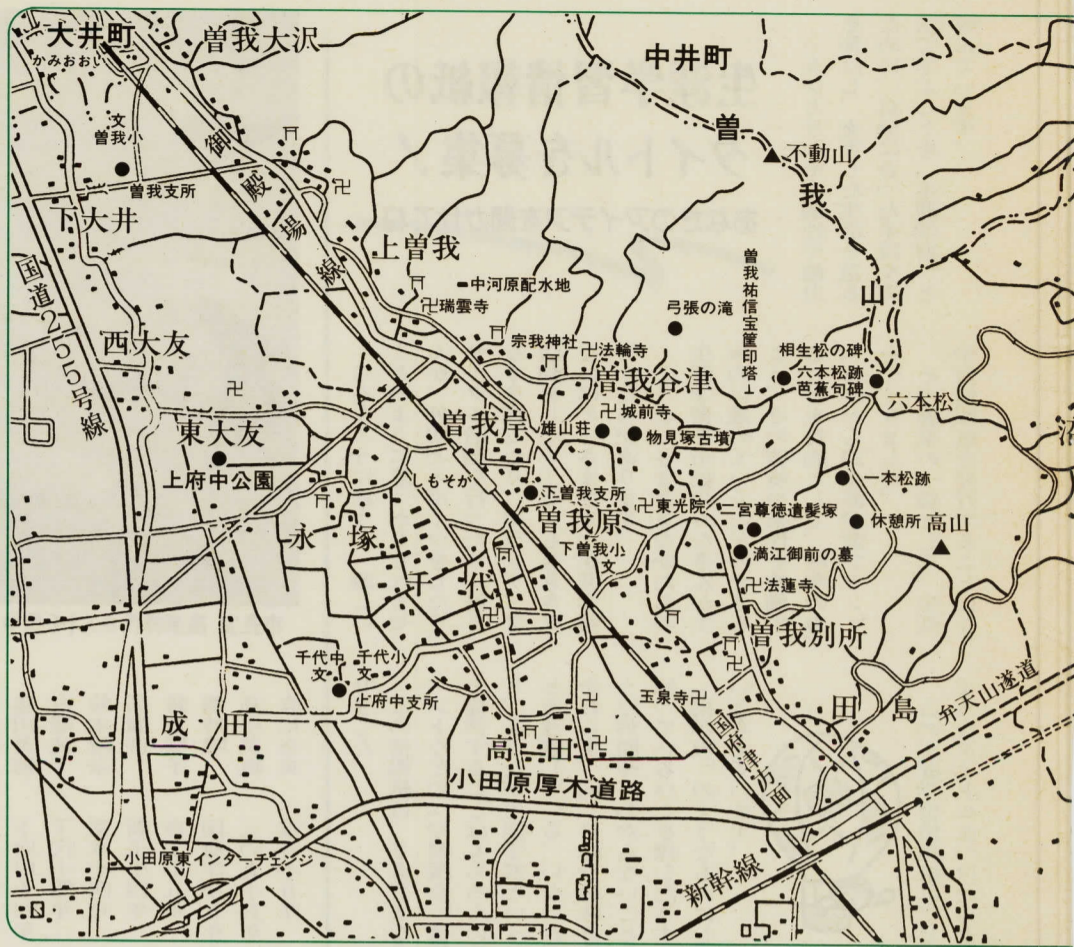 大井町
かみおおい
曽我大沢
中井町
文
曽我小
曽我支所
御殿場線
曽我山
不動山
下大井
上曽我
国道255号線
中河原配水地
瑞雲寺
弓張の滝
曽我祐信宝篋印塔
西大友
宗我神社
法輪寺
相生松の碑
六本松跡
芭蕉句碑
六本松
曽我谷津
沼
東大友
曽我岸
城前寺
雄山荘
物見塚古墳
上府中公園
しもそが
一本松跡
下曽我支所
東光院
二宮尊徳遺髪塚
休憩所
高山
永塚
曽我原
下曽我小
文
満江御前の墓
千代
法蓮寺
曽我別所
千代中
文
千代小
文
上府中支所
玉泉寺
田島
弁天山遂道
成田
高田
国府津方面
小田原厚木道路
小田原東インターチェンジ
新幹線